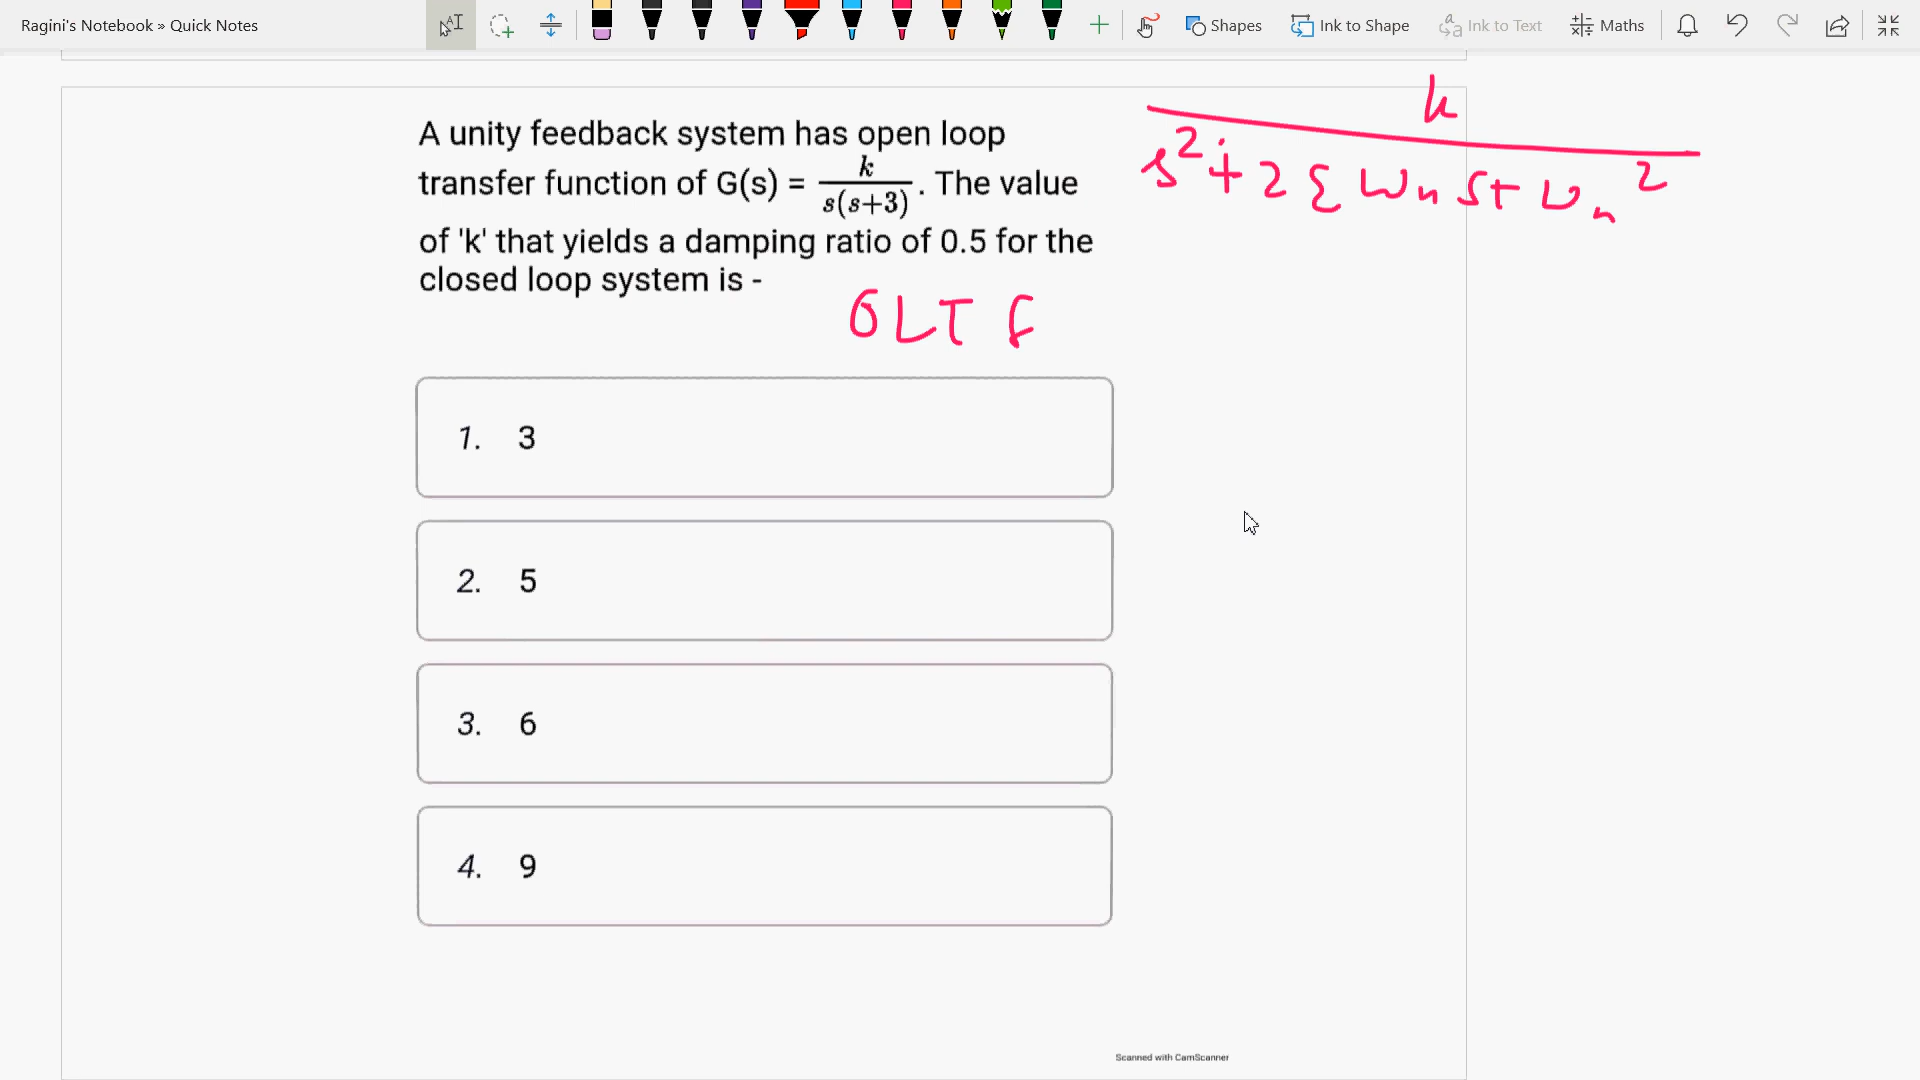 Ragini's Notebook » Quick Notes
Shapes
Ink to Shape
Ink to Text
Maths
k
s² + 2 ξ ωn s + ωn²
A unity feedback system has open loop
transfer function of G(s) = k / s(s+3) . The value
of 'k' that yields a damping ratio of 0.5 for the
closed loop system is -
OLTF
1. 3
2. 5
3. 6
4. 9
Scanned with CamScanner